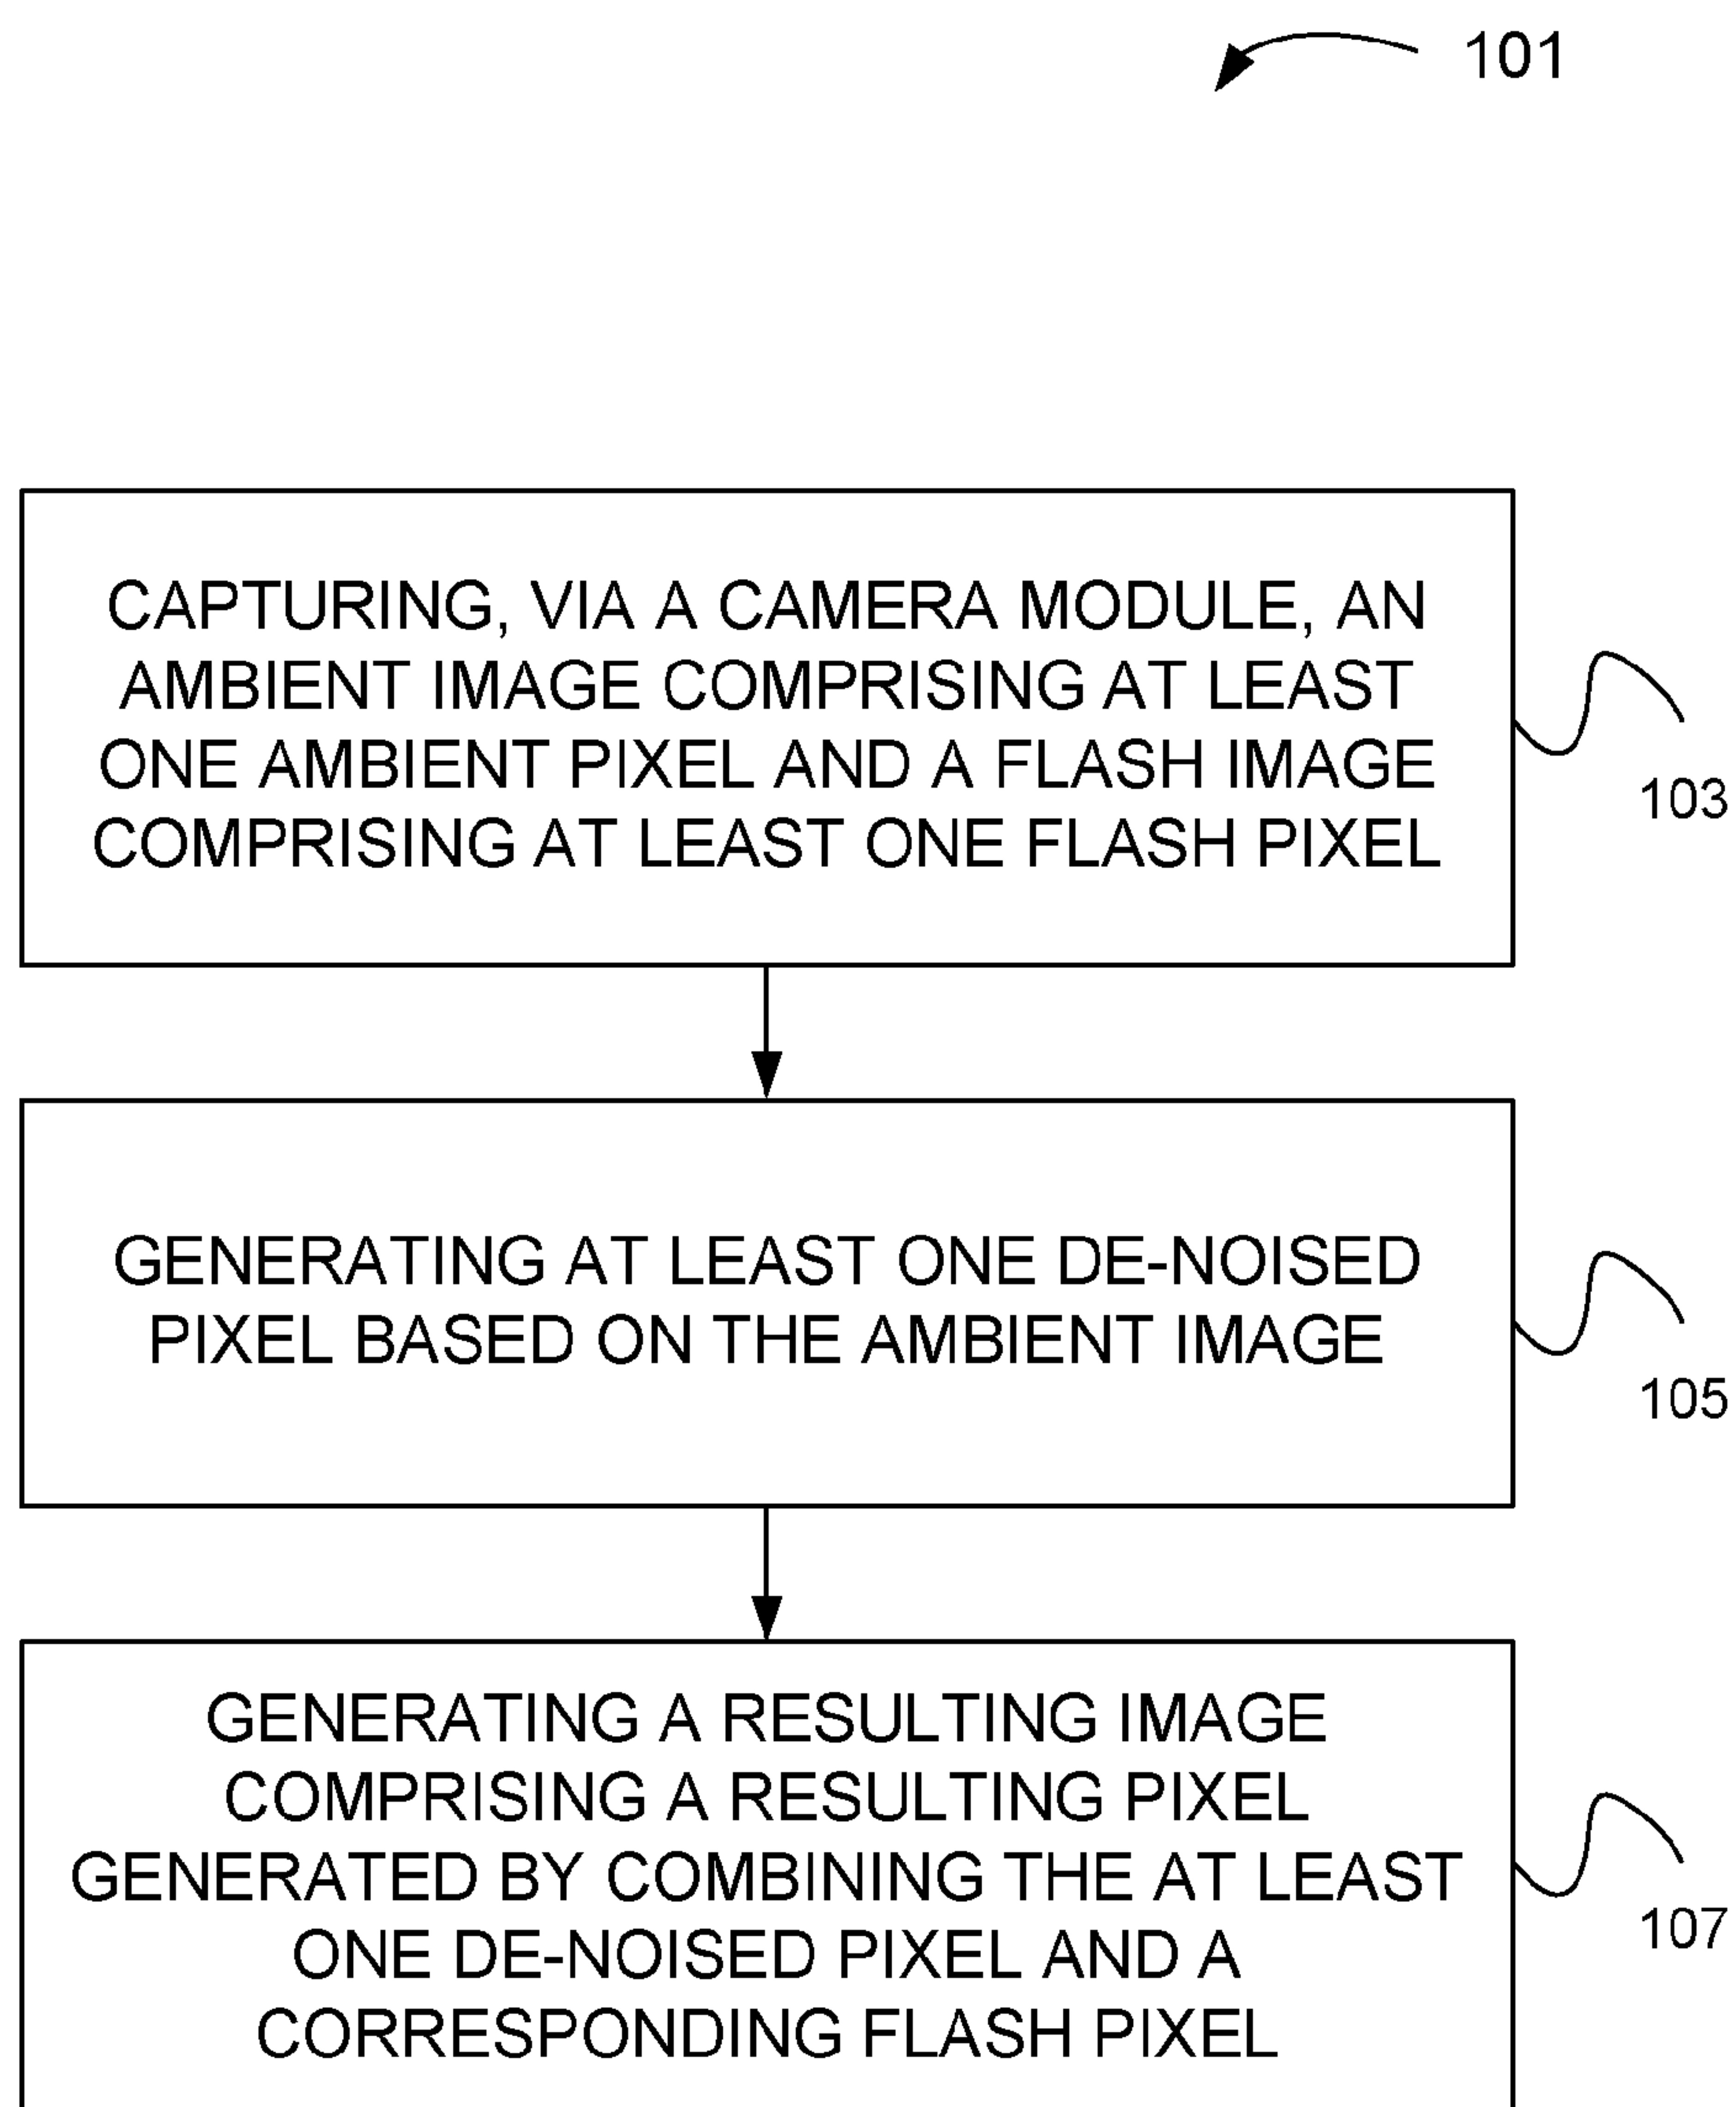 101
CAPTURING, VIA A CAMERA MODULE, AN
AMBIENT IMAGE COMPRISING AT LEAST
ONE AMBIENT PIXEL AND A FLASH IMAGE
COMPRISING AT LEAST ONE FLASH PIXEL
103
GENERATING AT LEAST ONE DE-NOISED
PIXEL BASED ON THE AMBIENT IMAGE
105
GENERATING A RESULTING IMAGE
COMPRISING A RESULTING PIXEL
GENERATED BY COMBINING THE AT LEAST
ONE DE-NOISED PIXEL AND A
CORRESPONDING FLASH PIXEL
107